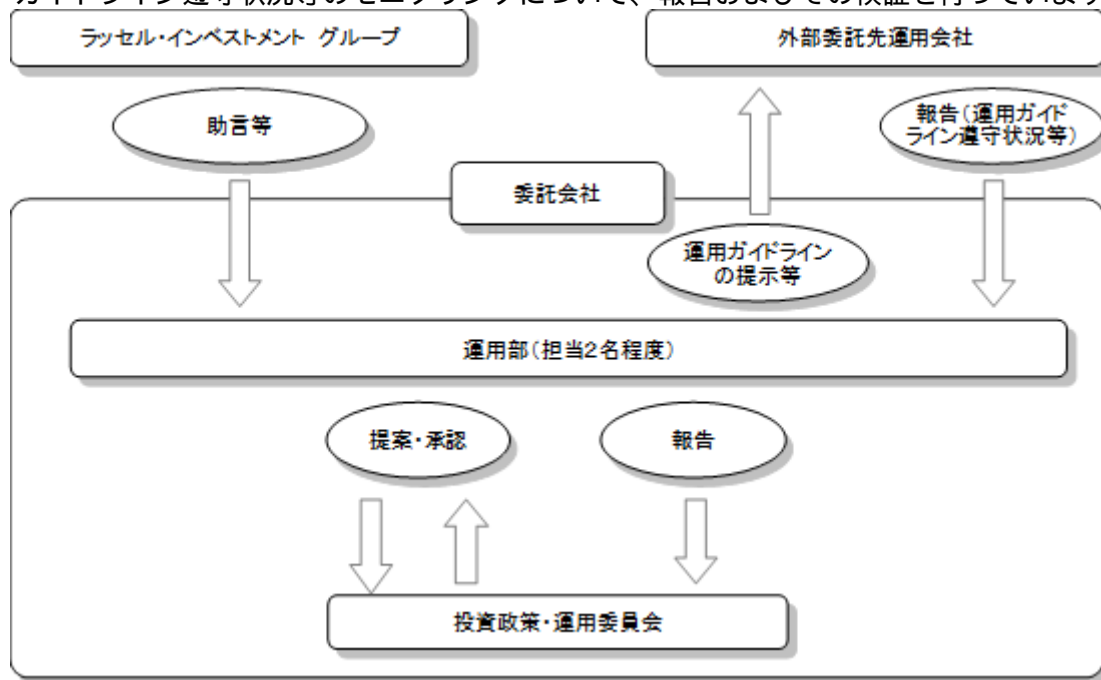 ガイドライン遵守状況等のモニタリングについて、報告およびその検証を行っています
ラッセル・インベストメント グループ
外部委託先運用会社
助言等
報告(運用ガイド
ライン遵守状況等)
委託会社
運用ガイドライン
の提示等
運用部(担当2名程度)
提案・承認
報告
投資政策・運用委員会